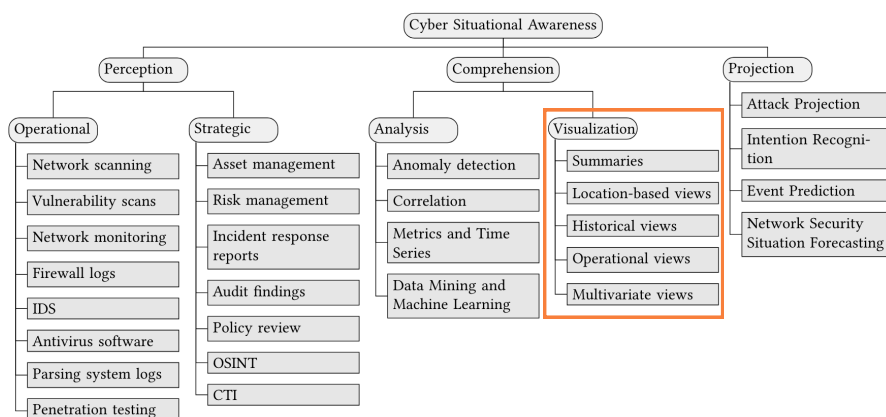 Cyber Situational Awareness
Perception
Comprehension
Projection
Operational
Network scanning
Vulnerability scans
Network monitoring
Firewall logs
IDS
Antivirus software
Parsing system logs
Penetration testing
Strategic
Asset management
Risk management
Incident response
reports
Audit findings
Policy review
OSINT
CTI
Analysis
Anomaly detection
Correlation
Metrics and Time
Series
Data Mining and
Machine Learning
Visualization
Summaries
Location-based views
Historical views
Operational views
Multivariate views
Attack Projection
Intention Recogni-
tion
Event Prediction
Network Security
Situation Forecasting